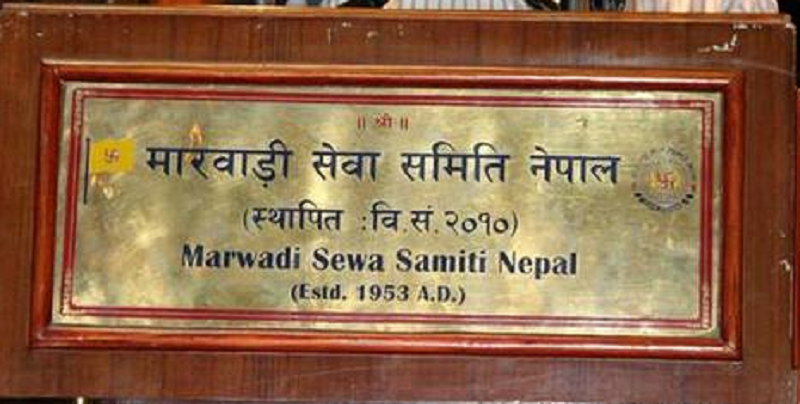 ॥ श्री ॥
मारवाड़ी सेवा समिति नेपाल
(स्थापित :वि.सं.२०१०)
Marwadi Sewa Samiti Nepal
(Estd. 1953 A.D.)